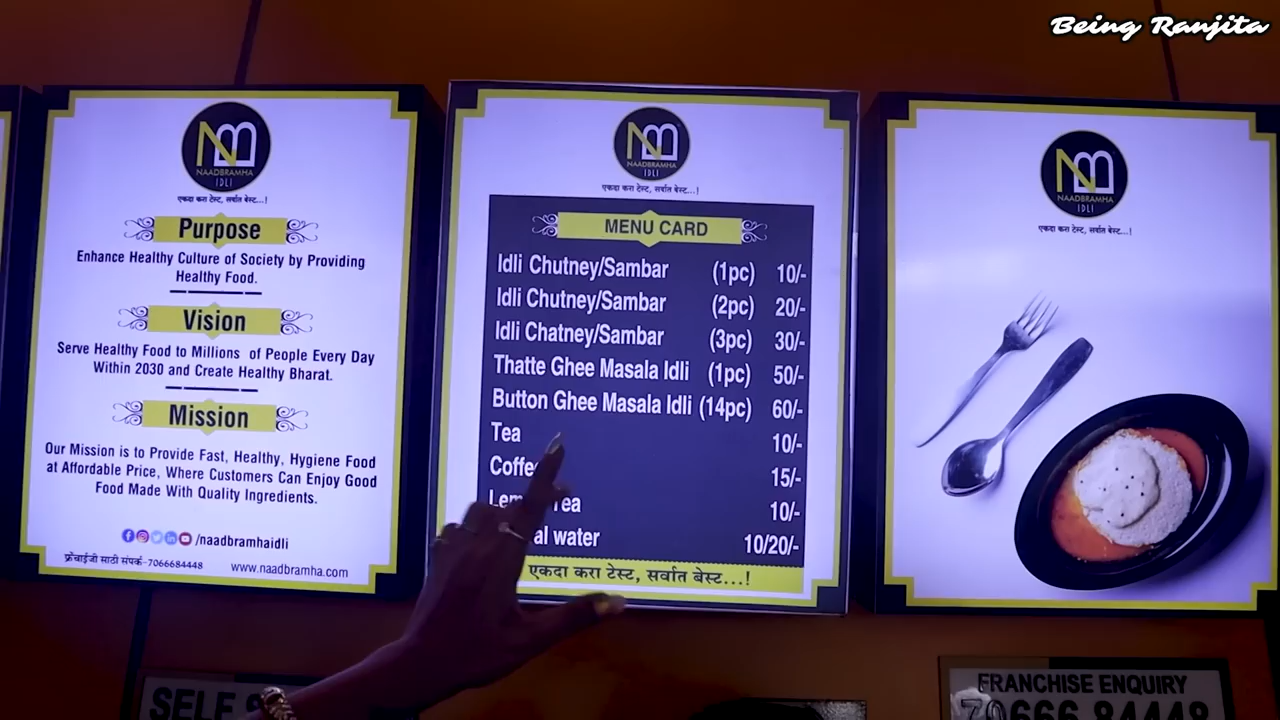 Being Ranjita
NB
NAADBRAMHA
IDLI
एकदा करा टेस्ट, सर्वात बेस्ट...!
Purpose
Enhance Healthy Culture of Society by Providing
Healthy Food.
Vision
Serve Healthy Food to Millions of People Every Day
Within 2030 and Create Healthy Bharat.
Mission
Our Mission is to Provide Fast, Healthy, Hygiene Food
at Affordable Price, Where Customers Can Enjoy Good
Food Made With Quality Ingredients.
/naadbramhaidli
फ्रँचाईजी साठी संपर्क-7066684448 www.naadbramha.com
NB
NAADBRAMHA
IDLI
एकदा करा टेस्ट, सर्वात बेस्ट...!
MENU CARD
Idli Chutney/Sambar (1pc) 10/-
Idli Chutney/Sambar (2pc) 20/-
Idli Chatney/Sambar (3pc) 30/-
Thatte Ghee Masala Idli (1pc) 50/-
Button Ghee Masala Idli (14pc) 60/-
Tea 10/-
Coffe 15/-
Tea 10/-
water 10/20/-
एकदा करा टेस्ट, सर्वात बेस्ट...!
NB
NAADBRAMHA
IDLI
एकदा करा टेस्ट, सर्वात बेस्ट...!
SELF
FRANCHISE ENQUIRY
70666 84448